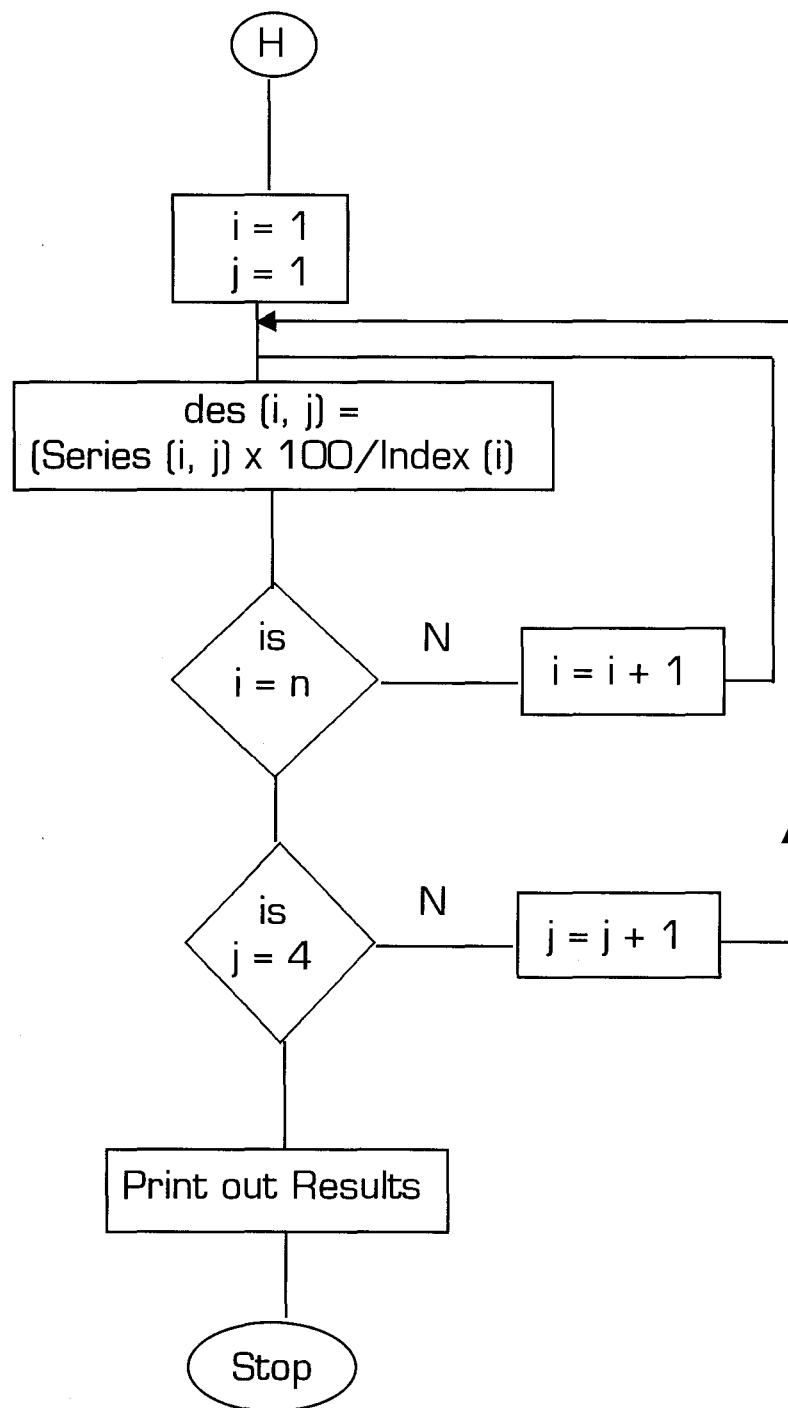 H
i = 1
j = 1
des (i, j) =
(Series (i, j) x 100/Index (i)
is
i = n
N
i = i + 1
is
j = 4
N
j = j + 1
Print out Results
Stop